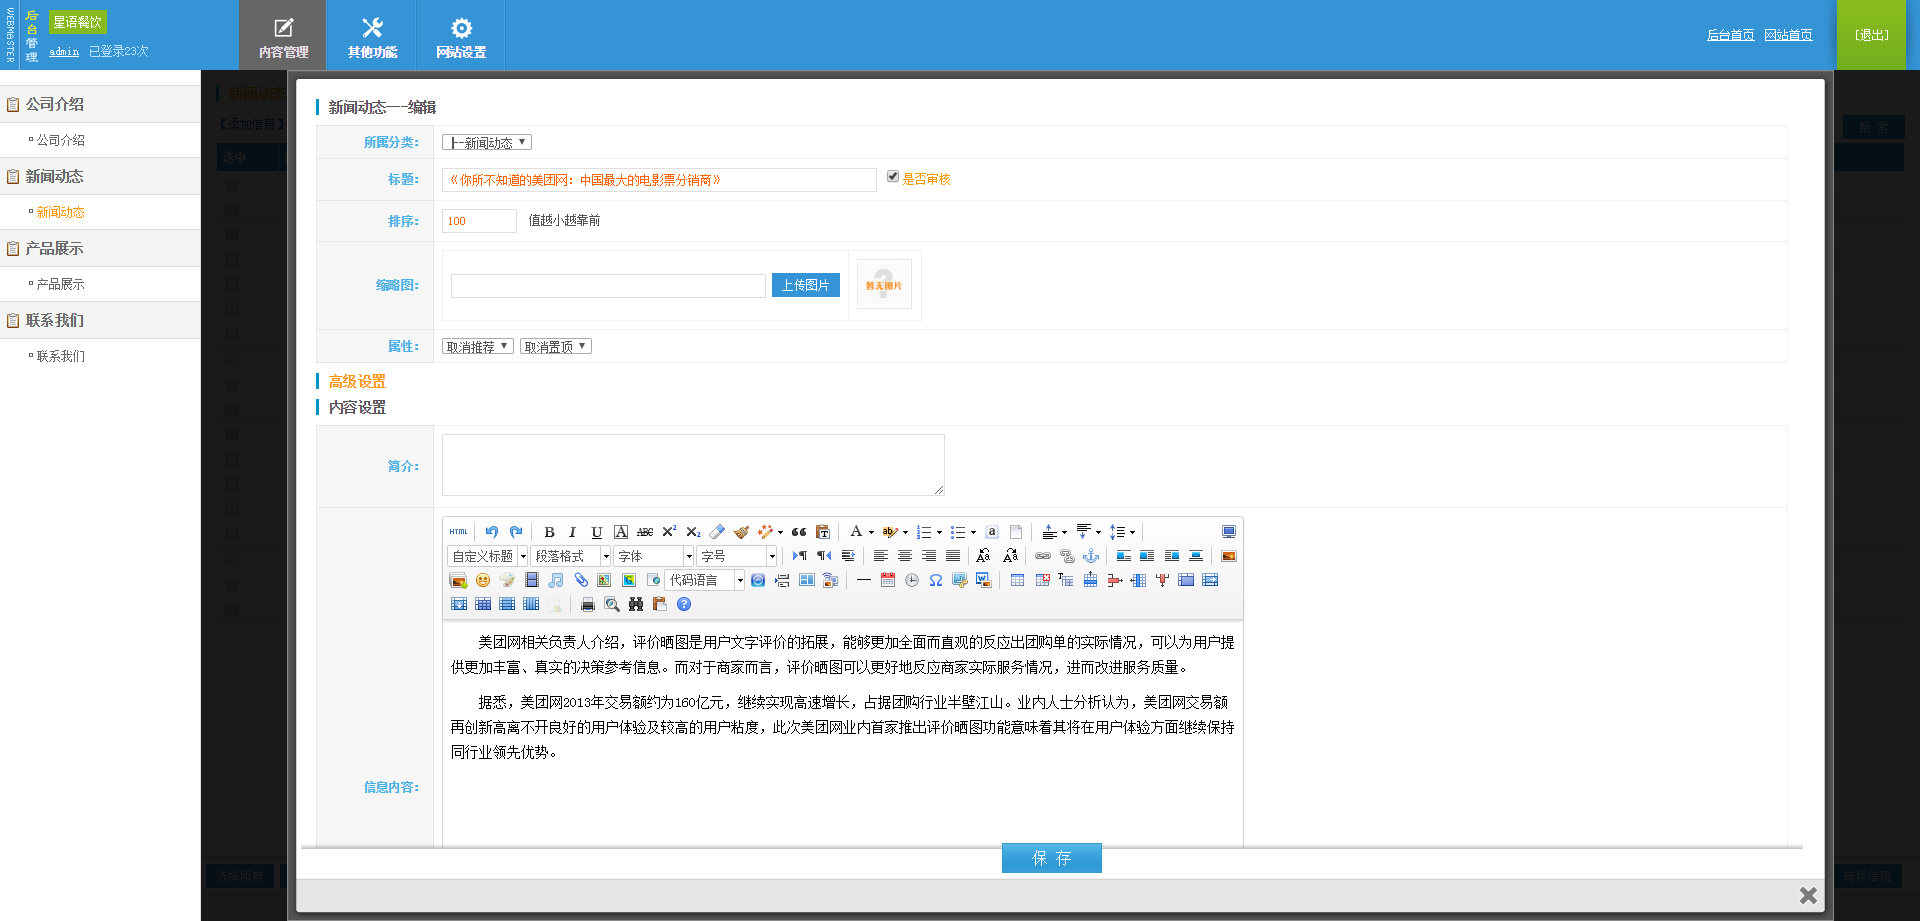 WEBMASTER
后台管理
星语餐饮
admin 已登录23次
内容管理
其他功能
网站设置
后台首页 网站首页
[退出]
公司介绍
公司介绍
新闻动态
新闻动态
产品展示
产品展示
联系我们
联系我们
新闻动态
【添加信息】
搜 索
选中
新闻动态---编辑
所属分类：
├-新闻动态
标题：
《你所不知道的美团网：中国最大的电影票分销商》
是否审核
排序：
100
值越小越靠前
缩略图：
上传图片
暂无图片
属性：
取消推荐
取消置顶
高级设置
内容设置
简介：
信息内容：
HTML
自定义标题
段落格式
字体
字号
代码语言
美团网相关负责人介绍，评价晒图是用户文字评价的拓展，能够更加全面而直观的反应出团购单的实际情况，可以为用户提
供更加丰富、真实的决策参考信息。而对于商家而言，评价晒图可以更好地反应商家实际服务情况，进而改进服务质量。
据悉，美团网2013年交易额约为160亿元，继续实现高速增长，占据团购行业半壁江山。业内人士分析认为，美团网交易额
再创新高离不开良好的用户体验及较高的用户粘度，此次美团网业内首家推出评价晒图功能意味着其将在用户体验方面继续保持
同行业领先优势。
保 存
选择所有
转移信息